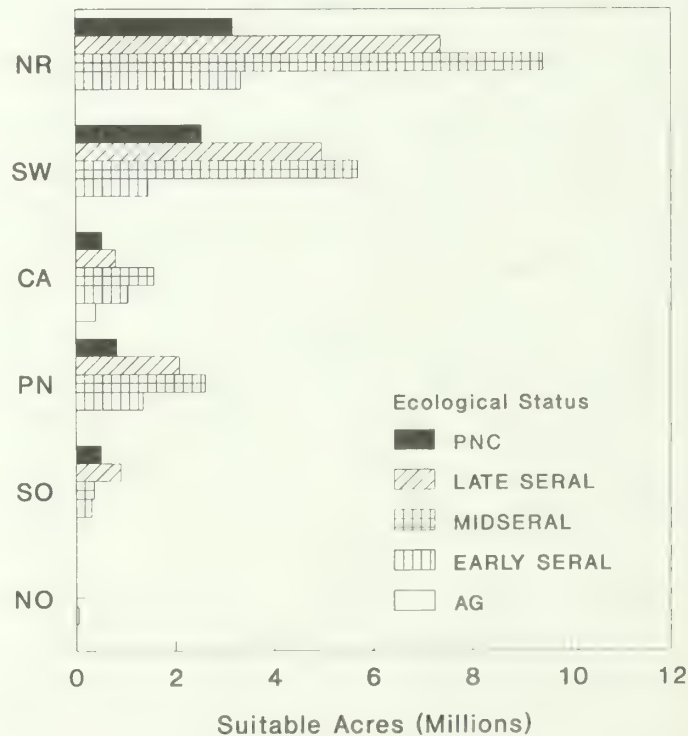 NR
SW
CA
PN
SO
NO
Ecological Status
PNC
LATE SERAL
MIDSERAL
EARLY SERAL
AG
0 2 4 6 8 10 12
Suitable Acres (Millions)